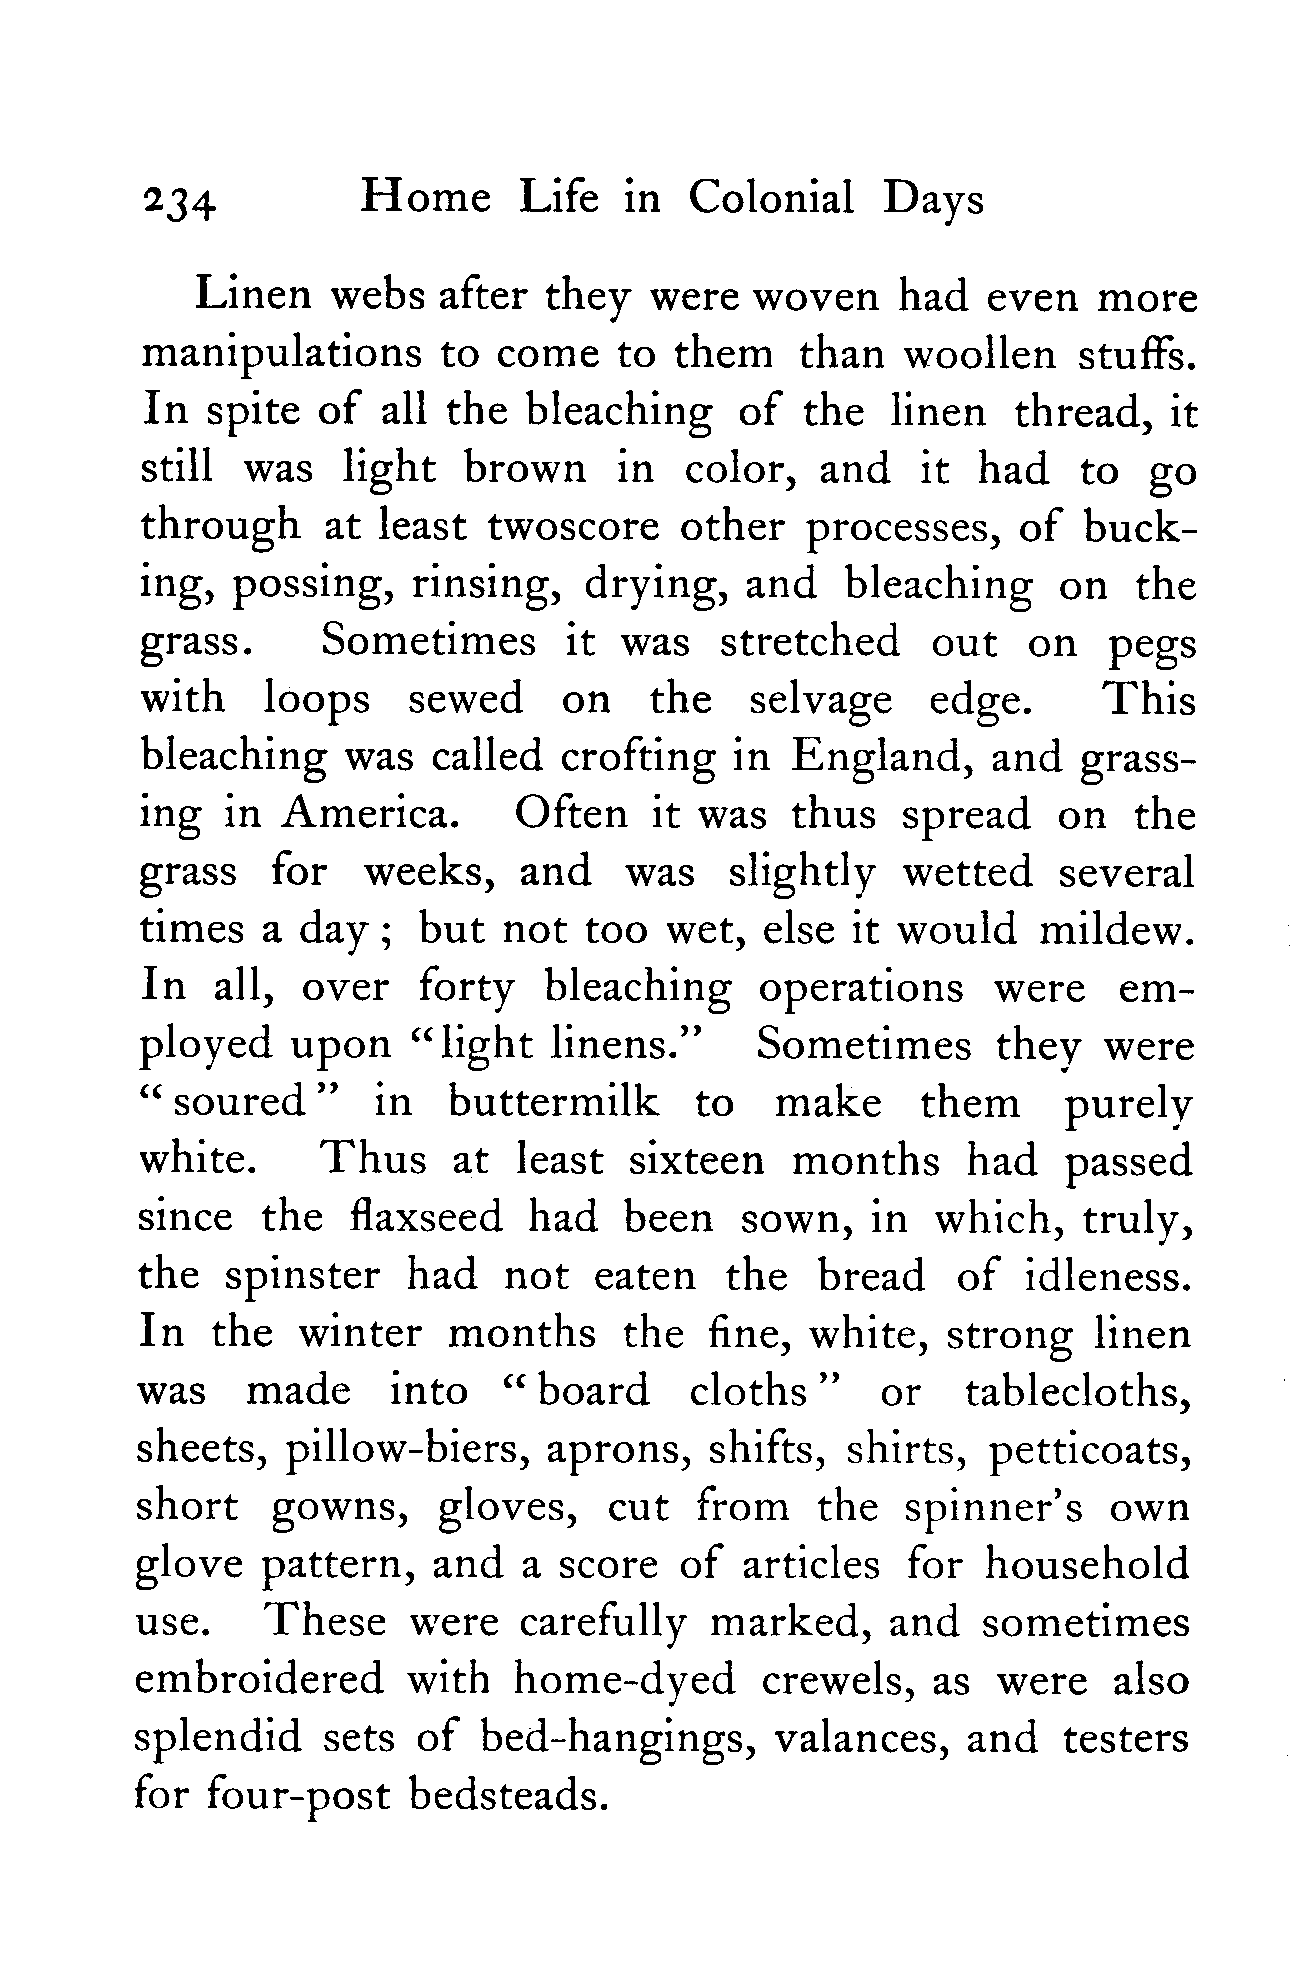 234 Home Life in Colonial Days
Linen webs after they were woven had even more
manipulations to come to them than woollen stuffs.
In spite of all the bleaching of the linen thread, it
still was light brown in color, and it had to go
through at least twoscore other processes, of buck-
ing, possing, rinsing, drying, and bleaching on the
grass. Sometimes it was stretched out on pegs
with loops sewed on the selvage edge. This
bleaching was called crofting in England, and grass-
ing in America. Often it was thus spread on the
grass for weeks, and was slightly wetted several
times a day ; but not too wet, else it would mildew.
In all, over forty bleaching operations were em-
ployed upon “light linens.” Sometimes they were
“ soured ” in buttermilk to make them purely
white. Thus at least sixteen months had passed
since the flaxseed had been sown, in which, truly,
the spinster had not eaten the bread of idleness.
In the winter months the fine, white, strong linen
was made into “ board cloths ” or tablecloths,
sheets, pillow-biers, aprons, shifts, shirts, petticoats,
short gowns, gloves, cut from the spinner’s own
glove pattern, and a score of articles for household
use. These were carefully marked, and sometimes
embroidered with home-dyed crewels, as were also
splendid sets of bed-hangings, valances, and testers
for four-post bedsteads.